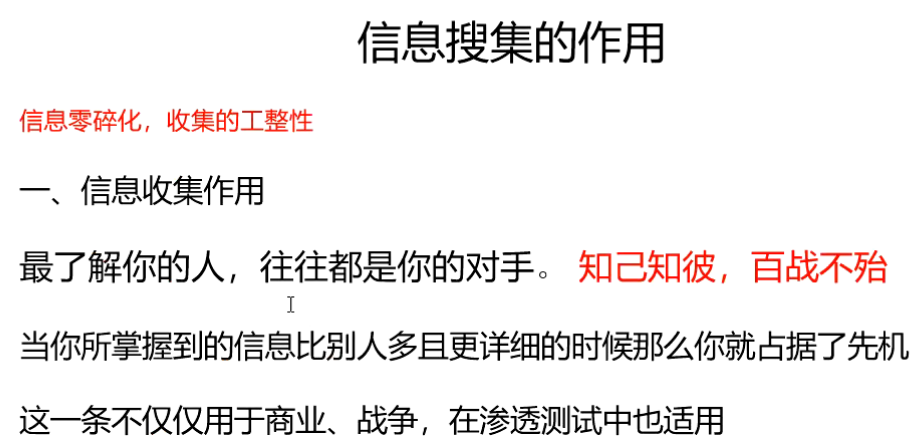 信息搜集的作用
信息零碎化，收集的工整性
一、信息收集作用
最了解你的人，往往都是你的对手。 知己知彼，百战不殆
当你所掌握到的信息比别人多且更详细的时候那么你就占据了先机
这一条不仅仅用于商业、战争，在渗透测试中也适用